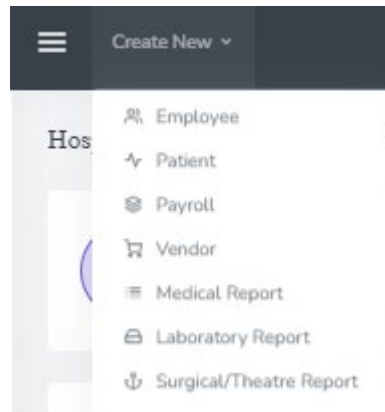 Create New
Employee
Hos
Patient
Payroll
Vendor
Medical Report
Laboratory Report
Surgical/Theatre Report